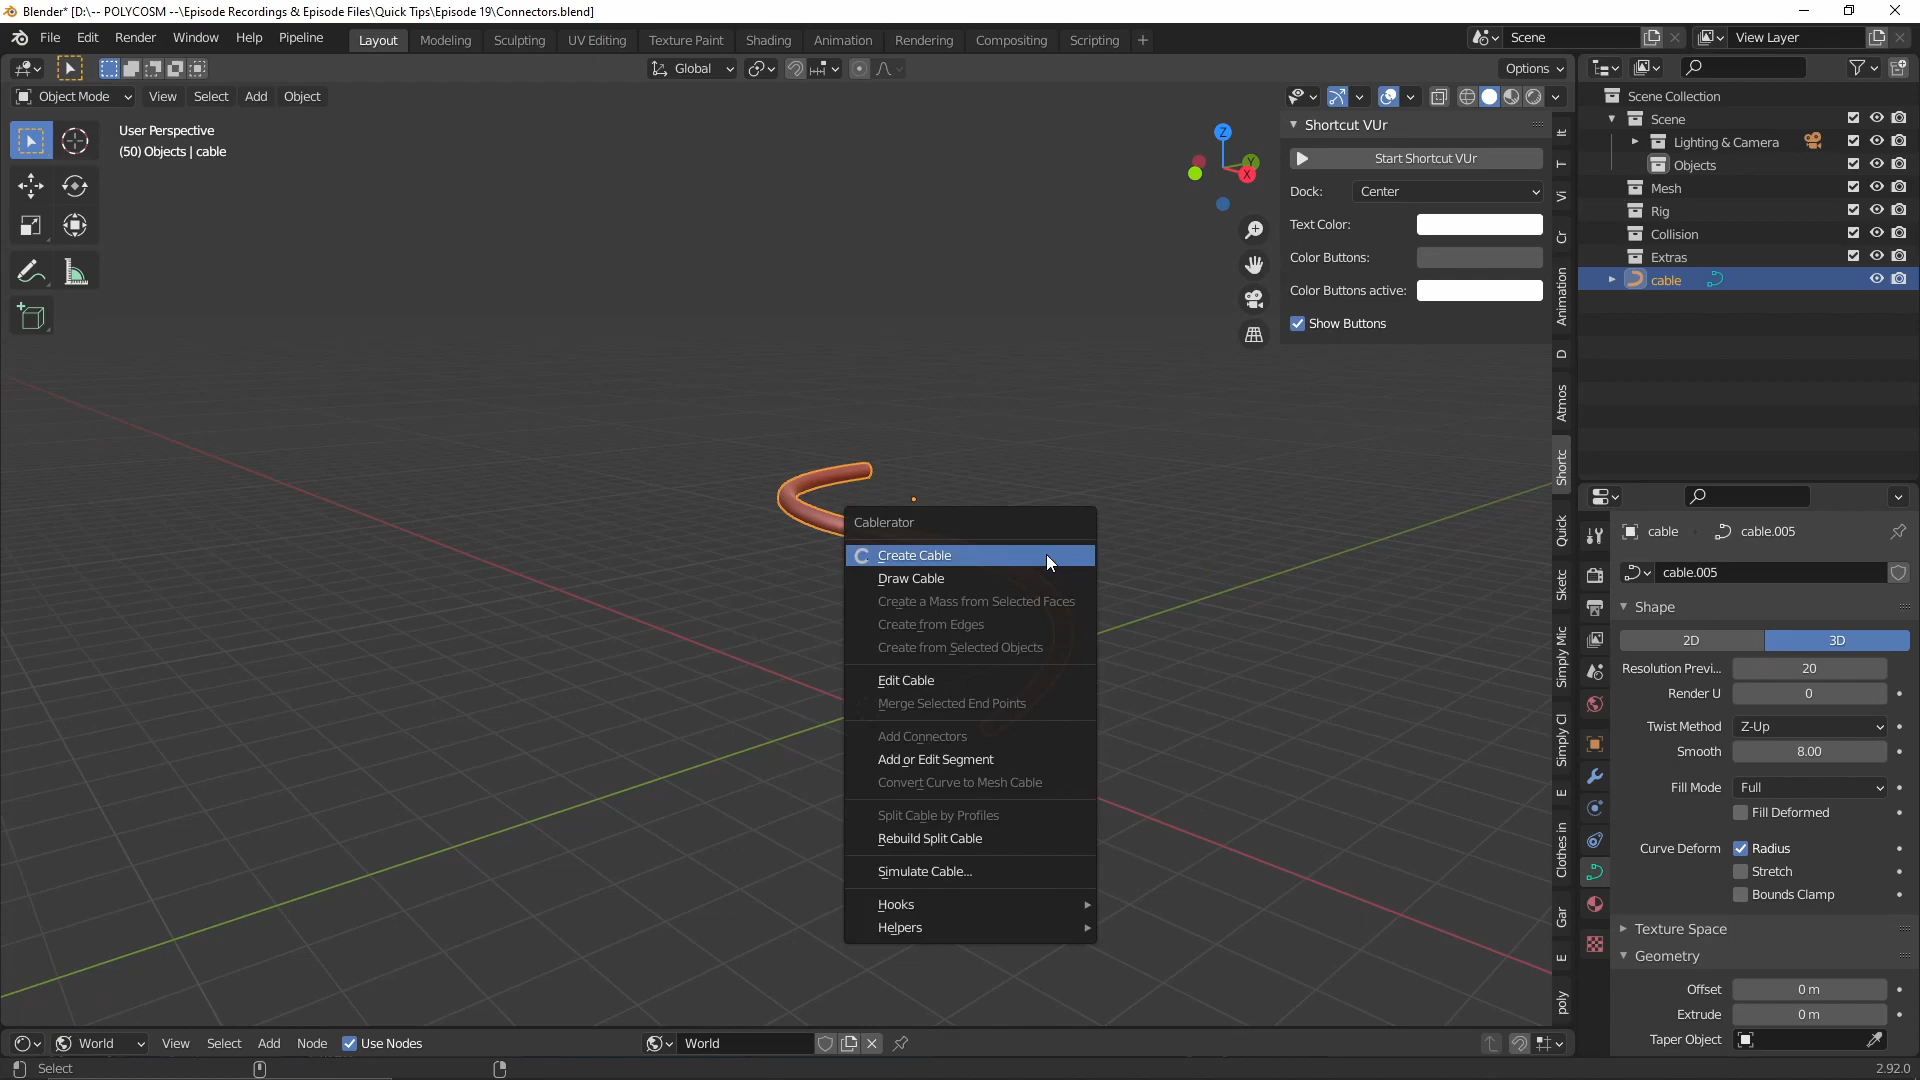 Blender* [D:\-- POLYCOSM --\Episode Recordings & Episode Files\Quick Tips\Episode 19\Connectors.blend]
File Edit Render Window Help Pipeline
Layout Modeling Sculpting UV Editing Texture Paint Shading Animation Rendering Compositing Scripting +
Scene
View Layer
Global
Options
Object Mode View Select Add Object
User Perspective
(50) Objects | cable
Z
Y
X
Shortcut VUr
Start Shortcut VUr
Dock: Center
Text Color:
Color Buttons:
Color Buttons active:
Show Buttons
It
T
Vi
Cr
Animation
D
Atmos
Shortc
Quick
Sketc
Simply Mic
Simply Cl
E
Clothes in
Gar
E
poly
Scene Collection
Scene
Lighting & Camera
Objects
Mesh
Rig
Collision
Extras
cable
Cablerator
Create Cable
Draw Cable
Create a Mass from Selected Faces
Create from Edges
Create from Selected Objects
Edit Cable
Merge Selected End Points
Add Connectors
Add or Edit Segment
Convert Curve to Mesh Cable
Split Cable by Profiles
Rebuild Split Cable
Simulate Cable...
Hooks
Helpers
cable cable.005
cable.005
Shape
2D 3D
Resolution Previ... 20
Render U 0
Twist Method Z-Up
Smooth 8.00
Fill Mode Full
Fill Deformed
Curve Deform Radius
Stretch
Bounds Clamp
Texture Space
Geometry
Offset 0 m
Extrude 0 m
Taper Object
World View Select Add Node Use Nodes
World
Select
2.92.0